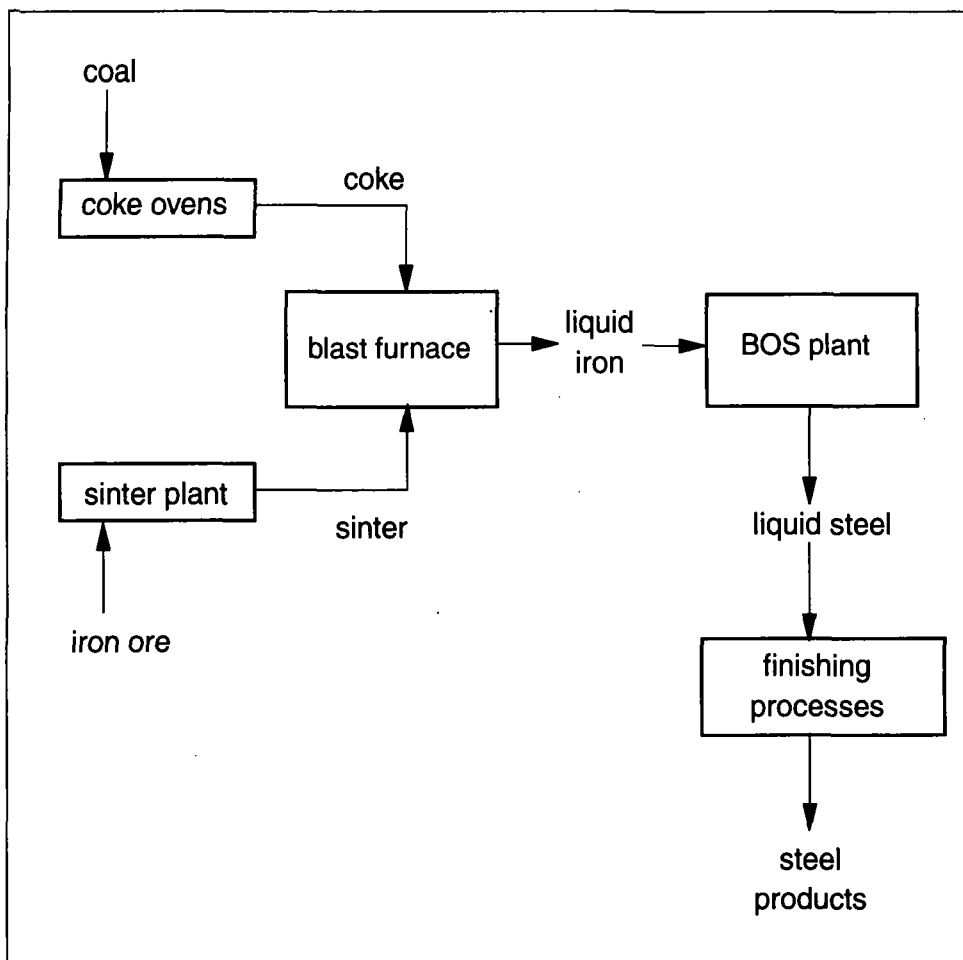 coal
coke ovens
coke
blast furnace
liquid
iron
BOS plant
sinter plant
sinter
iron ore
liquid steel
finishing
processes
steel
products